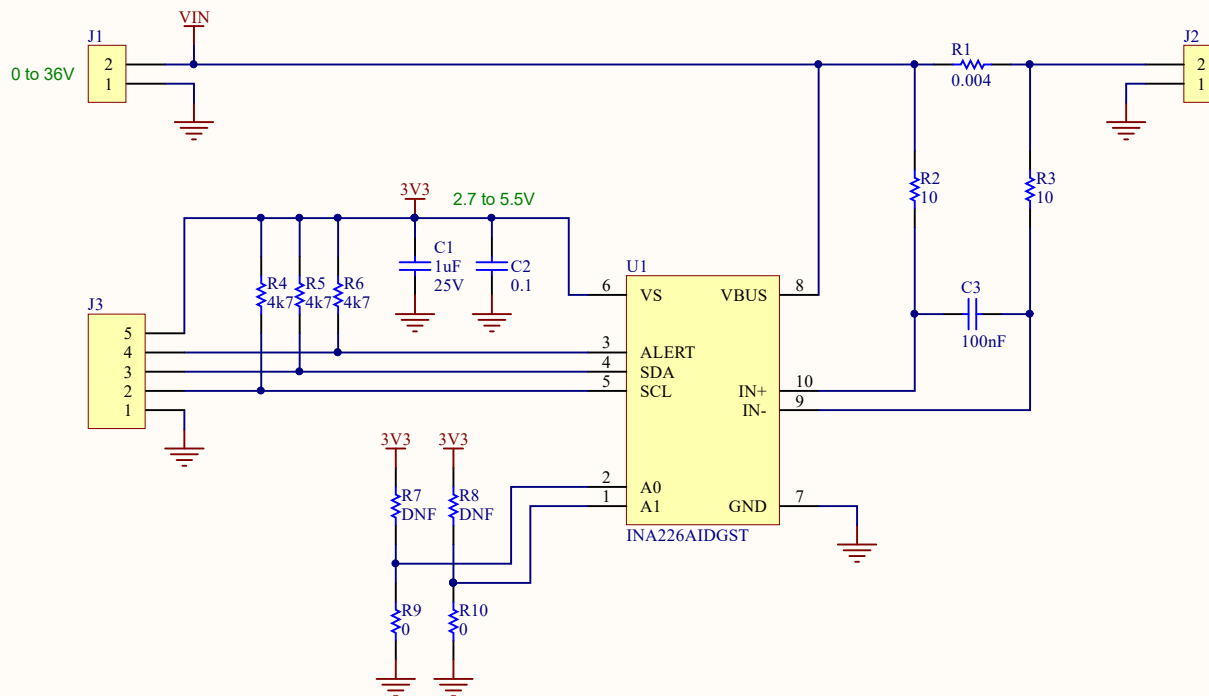 VIN
J1
2
1
0 to 36V
R1
0.004
J2
2
1
R2
10
R3
10
3V3
2.7 to 5.5V
C1
1uF
25V
C2
0.1
R4
4k7
R5
4k7
R6
4k7
J3
5
4
3
2
1
U1
6
VS
VBUS
8
3
ALERT
4
SDA
5
SCL
IN+
10
IN-
9
2
A0
1
A1
GND
7
INA226AIDGST
C3
100nF
3V3
3V3
R7
DNF
R8
DNF
R9
0
R10
0